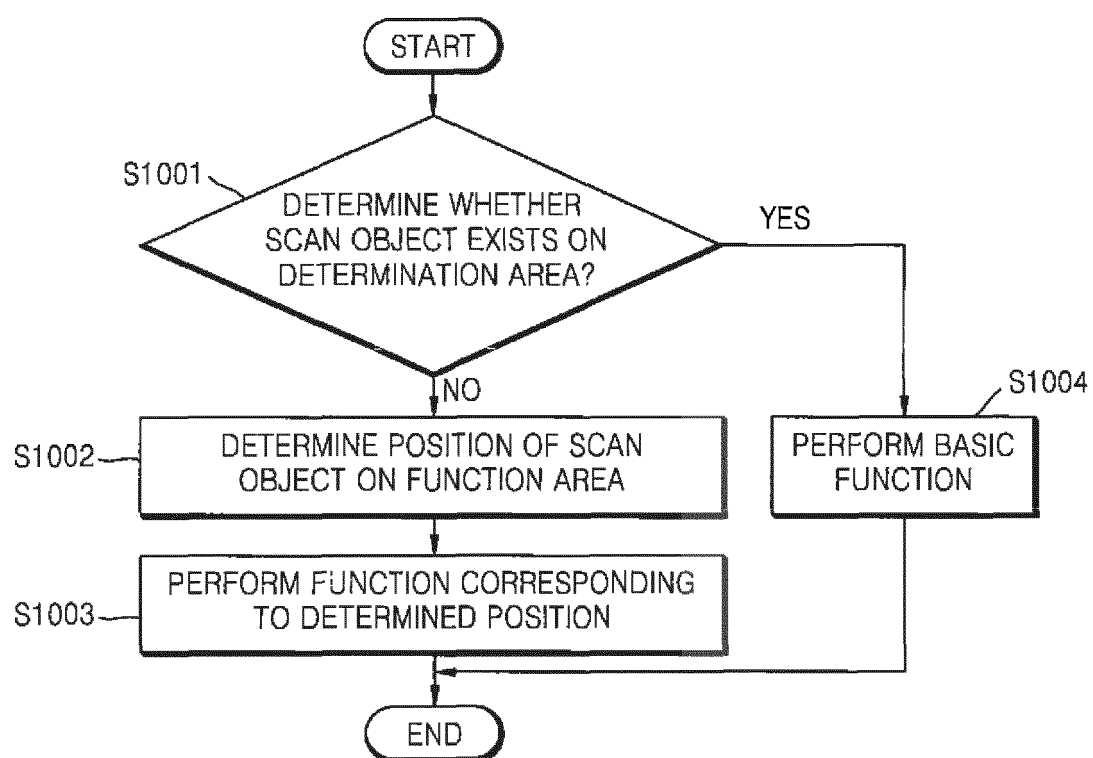 START
S1001
DETERMINE WHETHER
SCAN OBJECT EXISTS ON
DETERMINATION AREA?
YES
NO
S1002
DETERMINE POSITION OF SCAN
OBJECT ON FUNCTION AREA
S1004
PERFORM BASIC
FUNCTION
S1003
PERFORM FUNCTION CORRESPONDING
TO DETERMINED POSITION
END